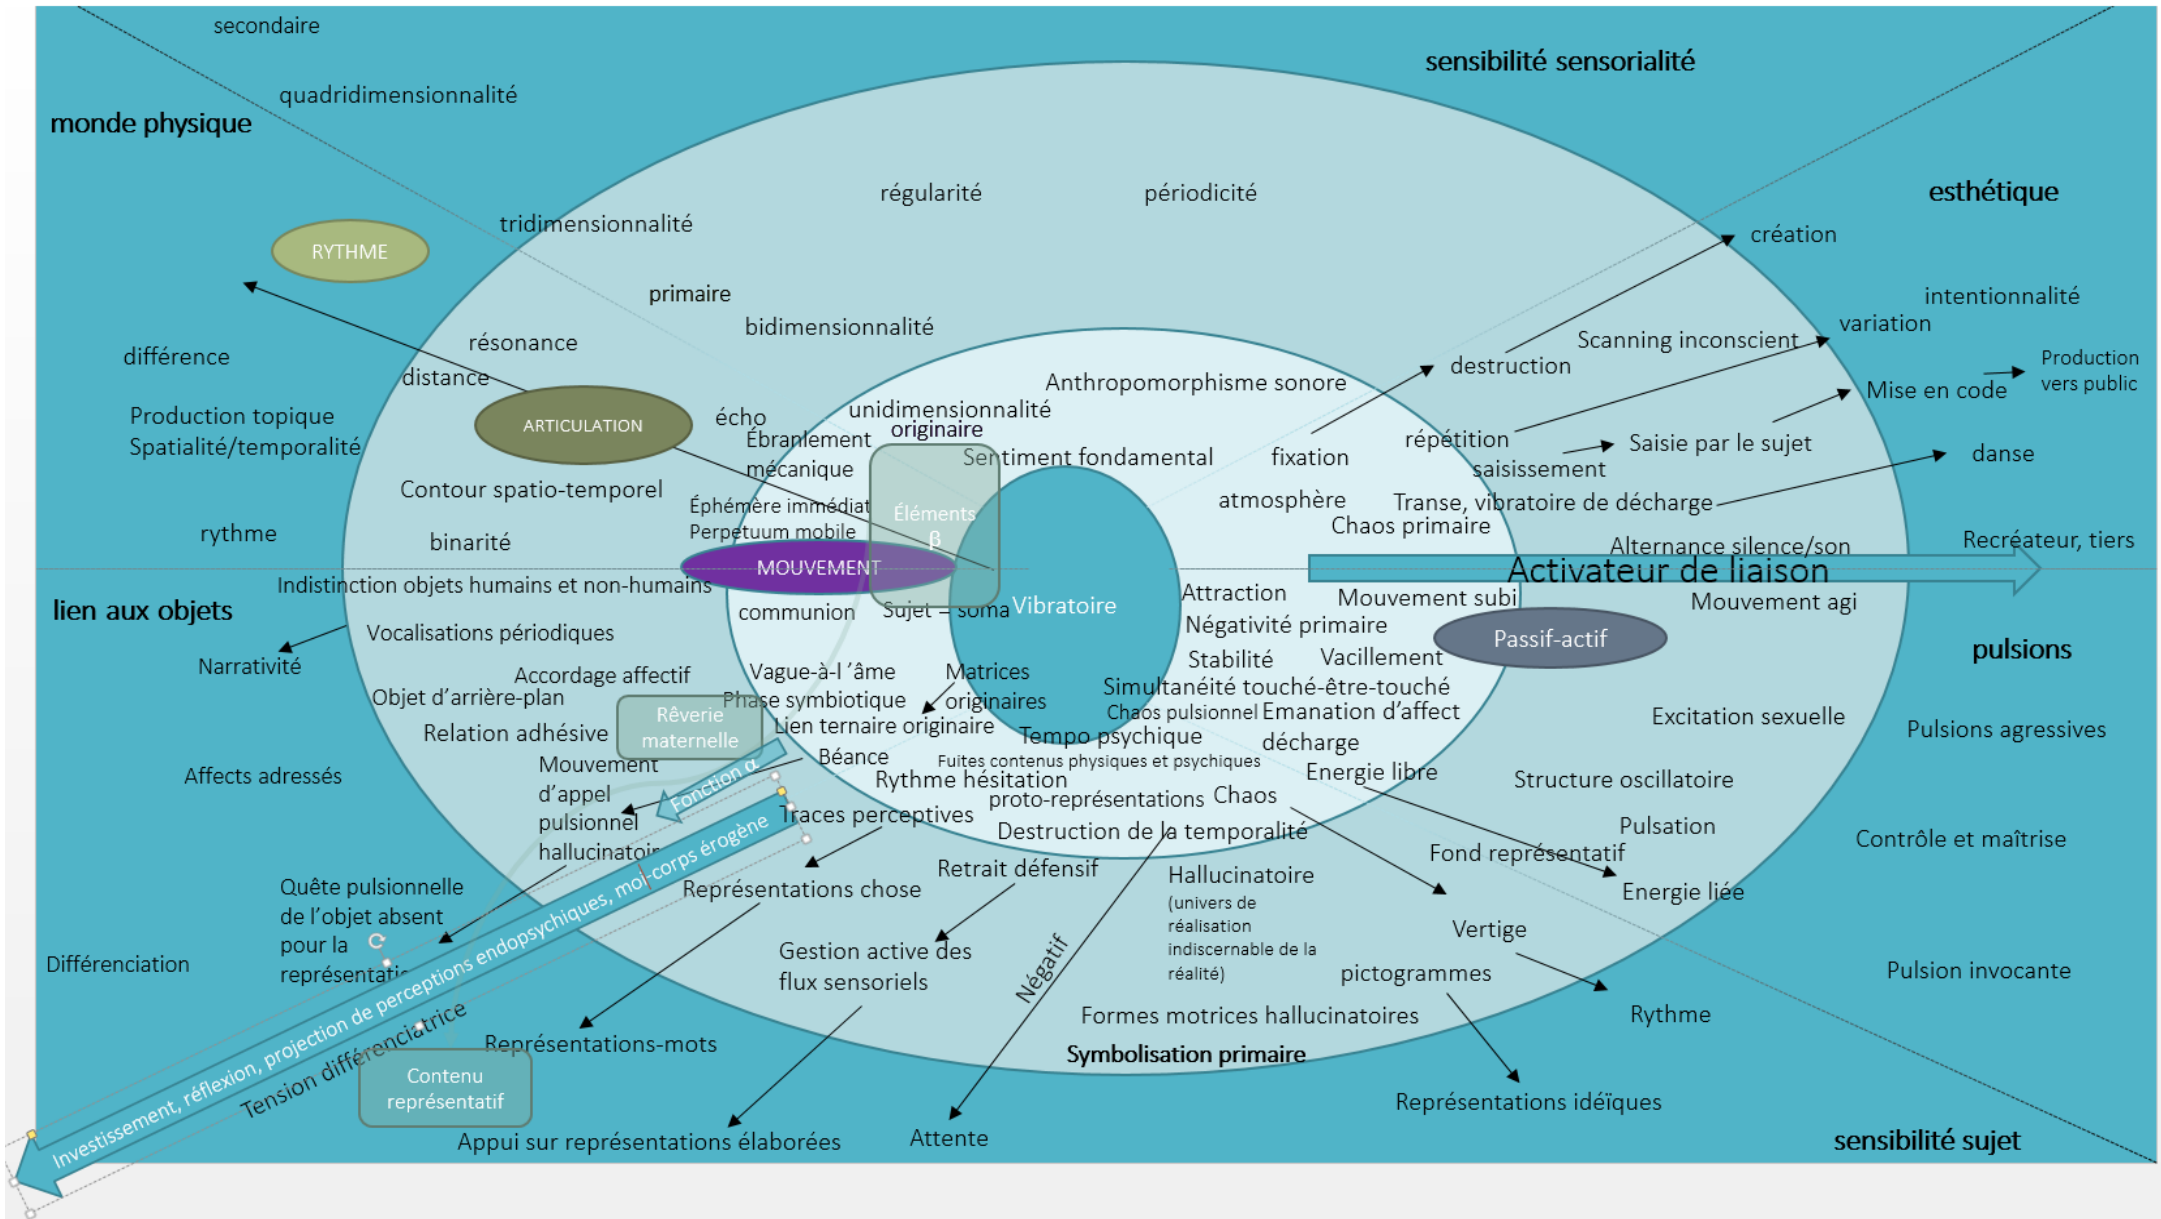 secondaire
sensibilité sensorialité
quadridimensionnalité
monde physique
régularité
périodicité
esthétique
tridimensionnalité
création
RYTHME
primaire
intentionnalité
bidimensionnalité
variation
résonance
Scanning inconscient
différence
destruction
Production
vers public
distance
Anthropomorphisme sonore
Mise en code
Production topique
Spatialité/temporalité
ARTICULATION
écho
unidimensionnalité
originaire
Ébranlement
mécanique
répétition
Saisie par le sujet
Sentiment fondamental
fixation
saisissement
danse
Contour spatio-temporel
Éphémère immédiat
Perpetuum mobile
Éléments
β
atmosphère
Transe, vibratoire de décharge
Chaos primaire
rythme
binarité
Alternance silence/son
Recréateur, tiers
MOUVEMENT
Activateur de liaison
Indistinction objets humains et non-humains
lien aux objets
communion
Sujet = soma
Vibratoire
Attraction
Mouvement subi
Mouvement agi
Vocalisations périodiques
Négativité primaire
Passif-actif
pulsions
Narrativité
Stabilité
Vacillement
Accordage affectif
Vague-à-l ’âme
Matrices
originaires
Simultanéité touché-être-touché
Objet d’arrière-plan
Phase symbiotique
Rêverie
maternelle
Chaos pulsionnel
Emanation d’affect
Excitation sexuelle
Relation adhésive
Lien ternaire originaire
Tempo psychique
décharge
Pulsions agressives
Béance
Fuites contenus physiques et psychiques
Affects adressés
Mouvement
d’appel
pulsionnel
hallucinatoir
Fonction α
Rythme hésitation
Energie libre
Structure oscillatoire
proto-représentations
Chaos
Traces perceptives
Destruction de la temporalité
Pulsation
Contrôle et maîtrise
Fond représentatif
Retrait défensif
Hallucinatoire
(univers de
réalisation
indiscernable de la
réalité)
Quête pulsionnelle
de l’objet absent
pour la
représentatio
Représentations chose
Energie liée
Vertige
Gestion active des
flux sensoriels
Négatif
Différenciation
pictogrammes
Pulsion invocante
Investissement, réflexion, projection de perceptions endopsychiques, moi-corps érogène
Tension différenciatrice
Formes motrices hallucinatoires
Rythme
Représentations-mots
Symbolisation primaire
Contenu
représentatif
Représentations idéïques
Appui sur représentations élaborées
Attente
sensibilité sujet